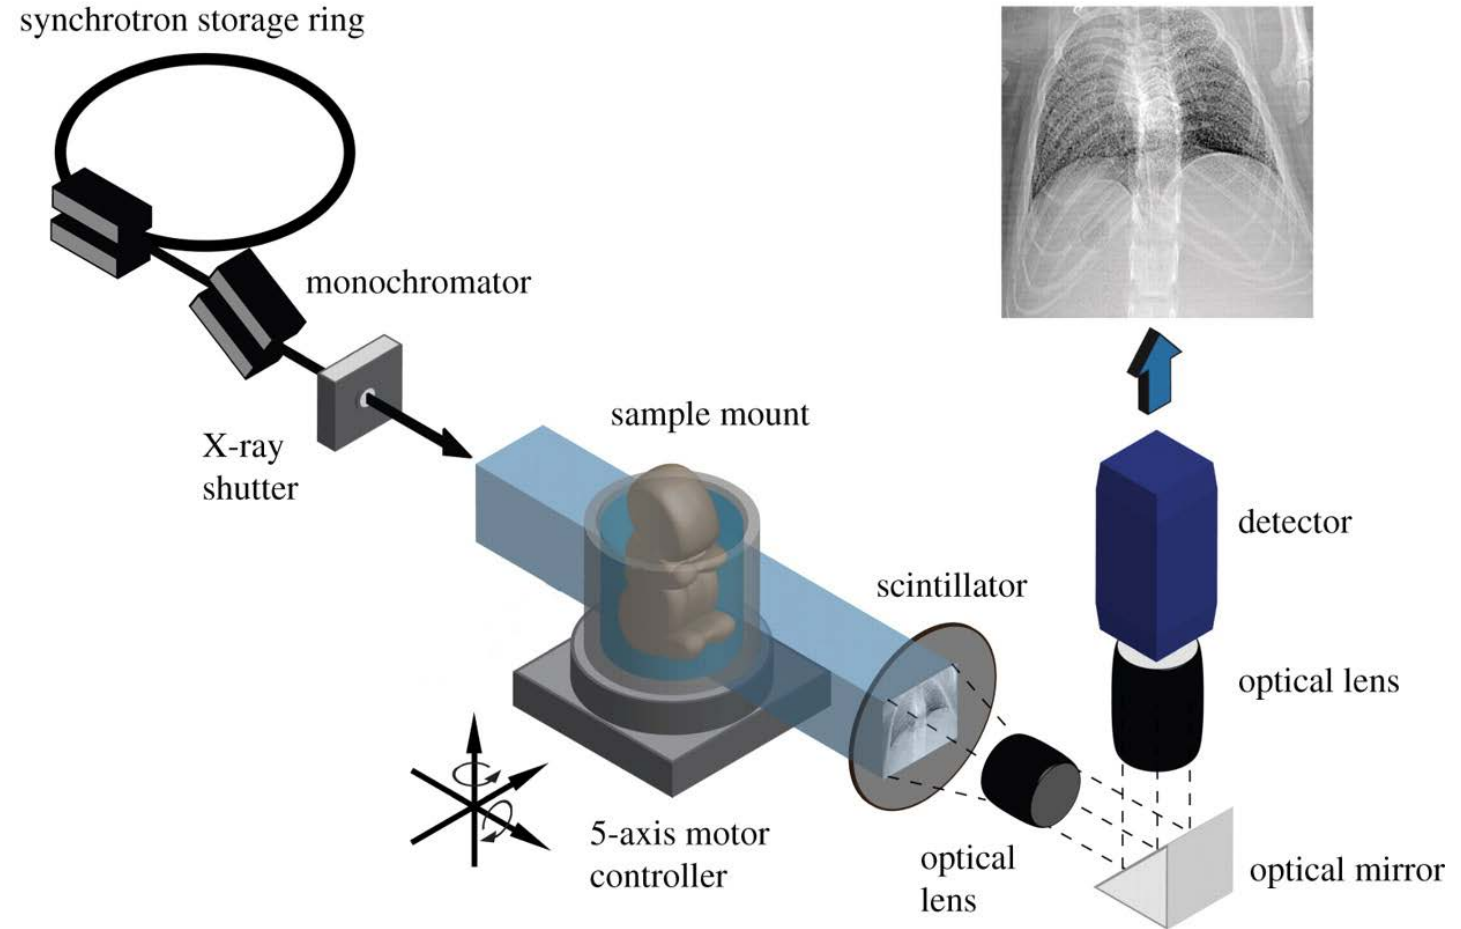 synchrotron storage ring
monochromator
X-ray
shutter
sample mount
detector
scintillator
optical lens
5-axis motor
controller
optical
lens
optical mirror